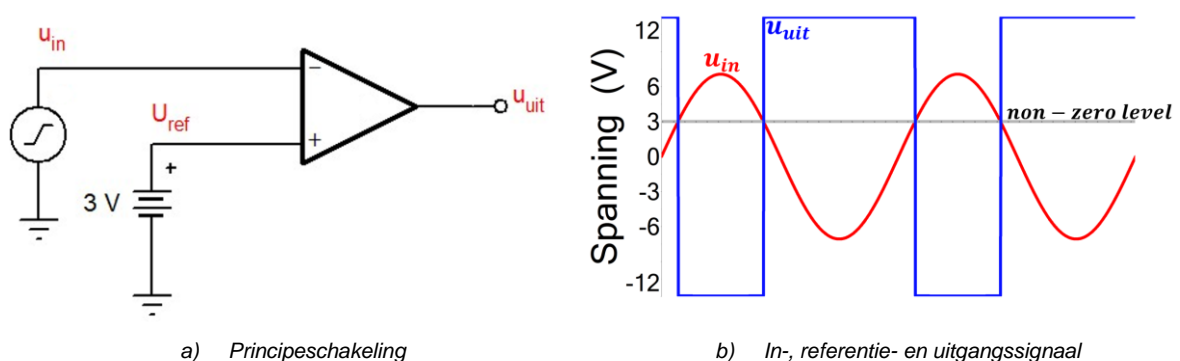 u_in
U_ref
+
3 V
−
+
u_uit
a) Principeschakeling
Spanning (V)
12
6
3
0
-3
-6
-12
u_uit
u_in
non − zero level
b) In-, referentie- en uitgangssignaal